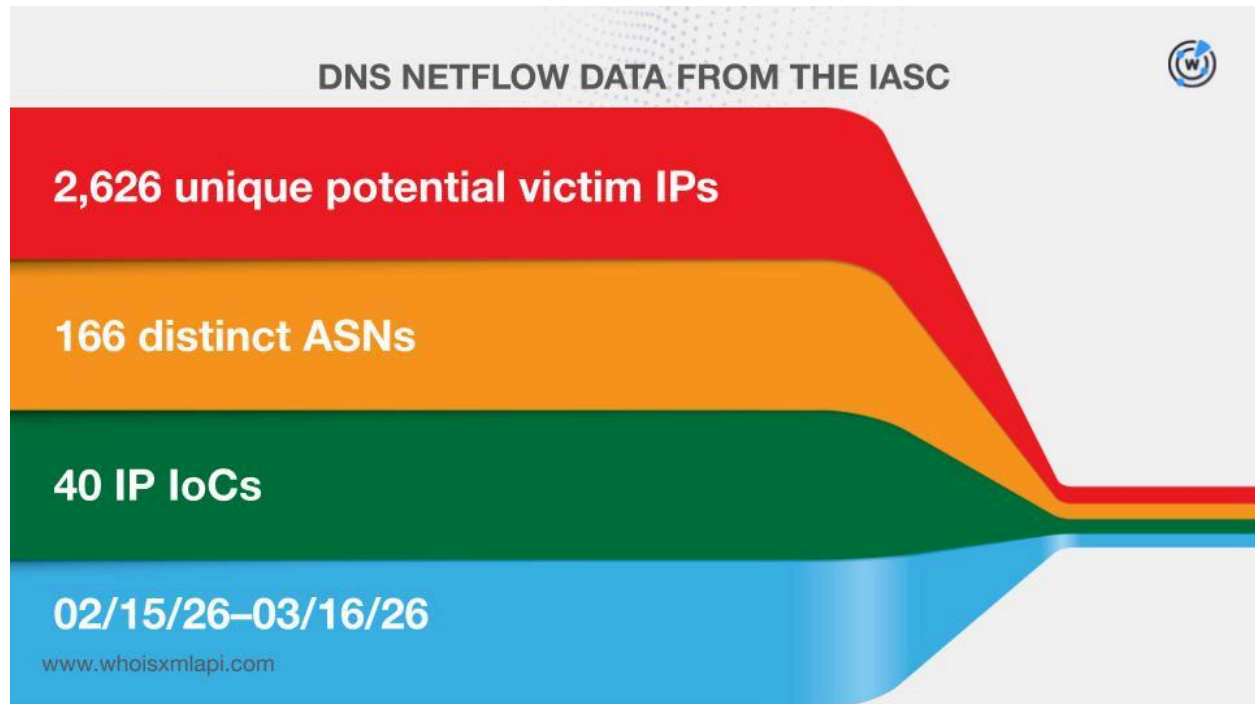 DNS NETFLOW DATA FROM THE IASC
W
2,626 unique potential victim IPs
166 distinct ASNs
40 IP IoCs
02/15/26–03/16/26
www.whoisxmlapi.com